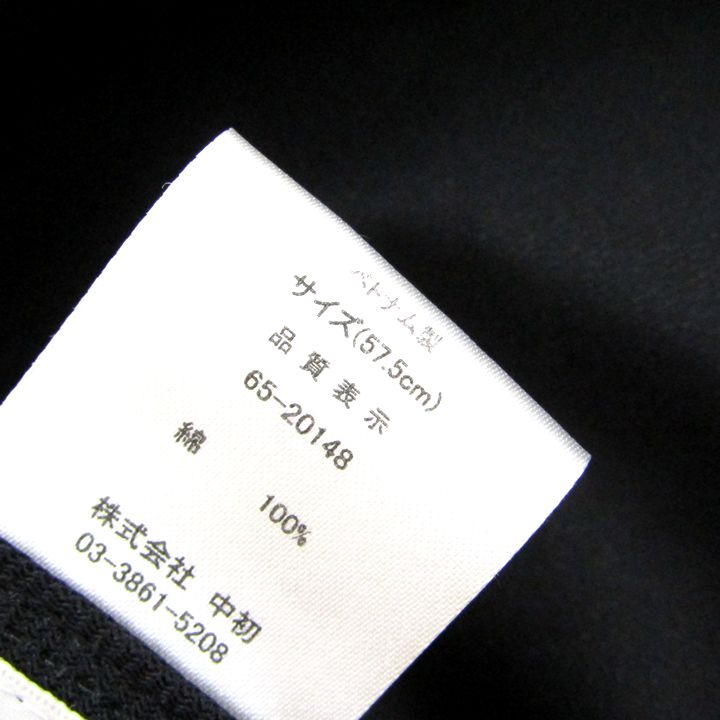 ベトナム製
サイズ(57.5cm)
品質表示
65-20148
綿 100%
株式会社 中初
03-3861-5208